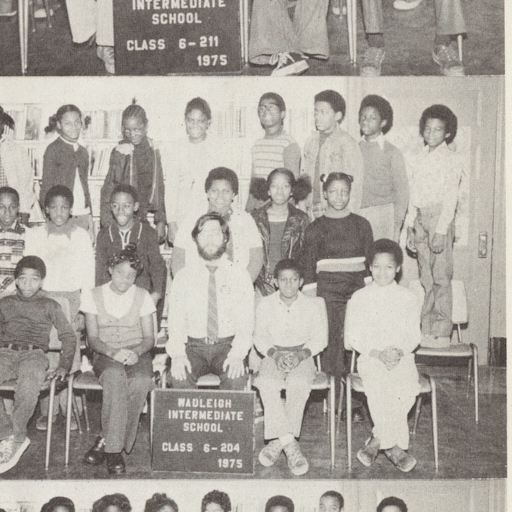 INTERMEDIATE
SCHOOL
CLASS 6-211
1975
WADLEIGH
INTERMEDIATE
SCHOOL
CLASS 6-204
1975